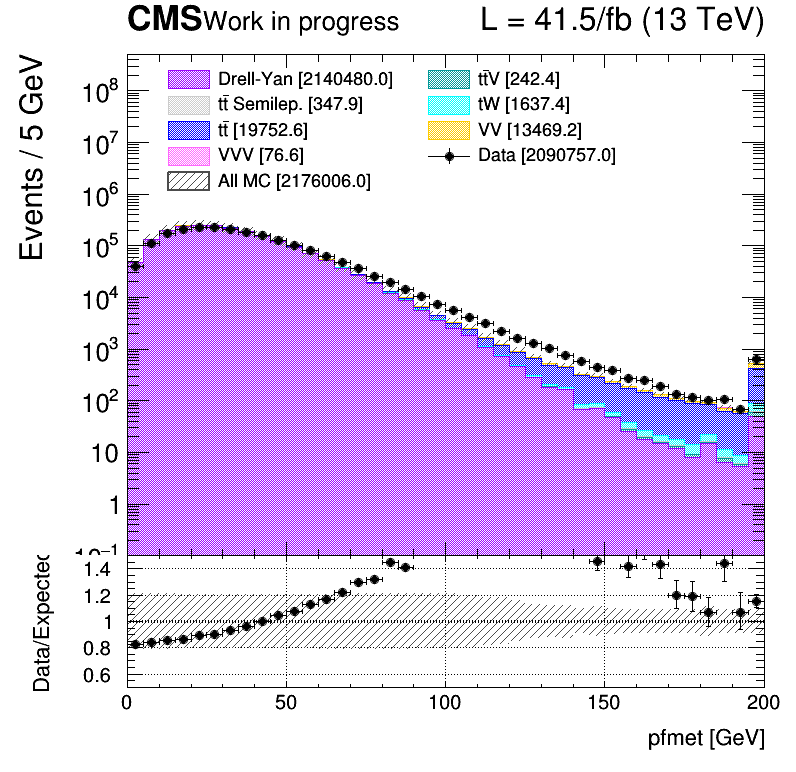 CMS Work in progress L = 41.5/fb (13 TeV)
Events / 5 GeV
Drell-Yan [2140480.0]
tt̄ Semilep. [347.9]
tt̄ [19752.6]
VVV [76.6]
All MC [2176006.0]
tt̄V [242.4]
tW [1637.4]
VV [13469.2]
Data [2090757.0]
10⁸
10⁷
10⁶
10⁵
10⁴
10³
10²
10
1
10⁻¹
Data/Expected
1.4
1.2
1
0.8
0.6
0 50 100 150 200
pfmet [GeV]